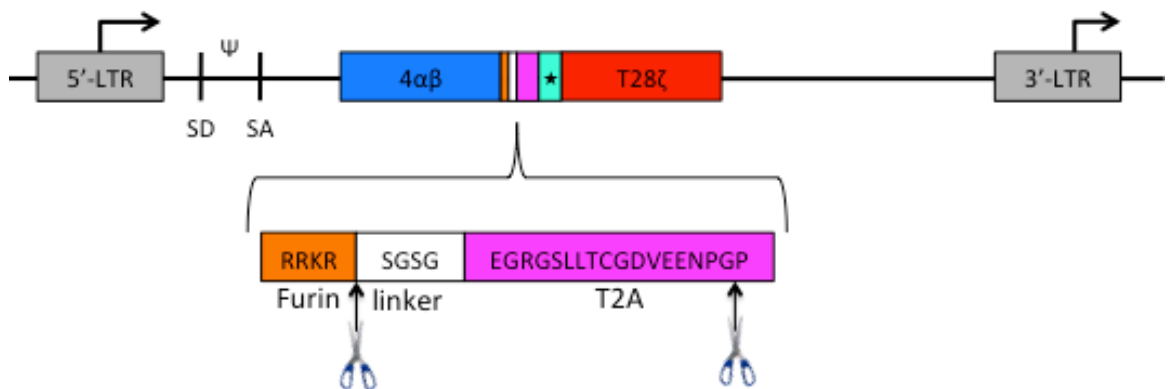 Ψ
5’-LTR 4αβ ★ T28ζ 3’-LTR
SD SA
RRKR SGSG EGRGSLLTCGDVEENPGP
Furin linker T2A